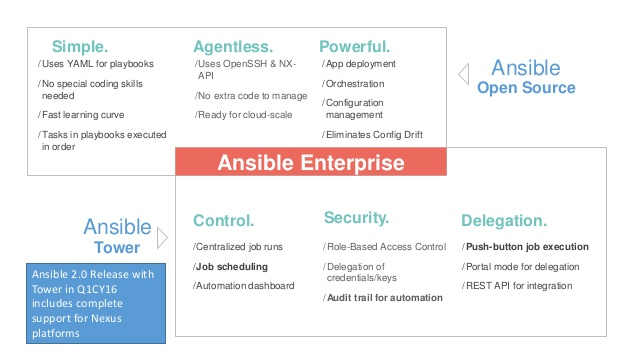 Simple.
/Uses YAML for playbooks
/No special coding skills
needed
/Fast learning curve
/Tasks in playbooks executed
in order
Agentless.
/Uses OpenSSH & NX-
API
/No extra code to manage
/Ready for cloud-scale
Powerful.
/App deployment
/Orchestration
/Configuration
management
/Eliminates Config Drift
Ansible
Open Source
Ansible Enterprise
Ansible
Tower
Ansible 2.0 Release with
Tower in Q1CY16
includes complete
support for Nexus
platforms
Control.
/Centralized job runs
/Job scheduling
/Automation dashboard
Security.
/Role-Based Access Control
/Delegation of
credentials/keys
/Audit trail for automation
Delegation.
/Push-button job execution
/Portal mode for delegation
/REST API for integration